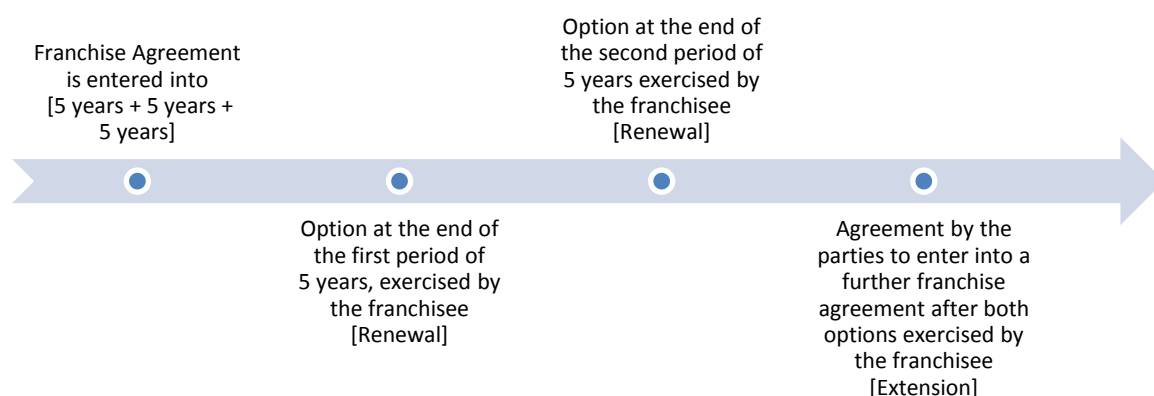 Franchise Agreement
is entered into
[5 years + 5 years +
5 years]
Option at the end of
the first period of
5 years, exercised by
the franchisee
[Renewal]
Option at the end of
the second period of
5 years exercised by
the franchisee
[Renewal]
Agreement by the
parties to enter into a
further franchise
agreement after both
options exercised by
the franchisee
[Extension]